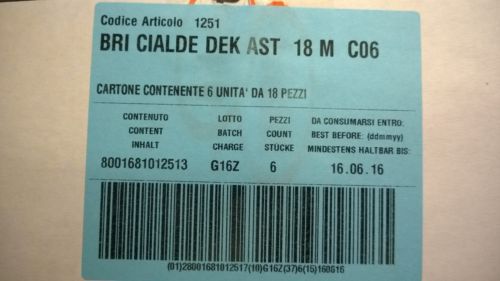 Codice Articolo 1251
BRI CIALDE DEK AST 18 M C06
CARTONE CONTENENTE 6 UNITA' DA 18 PEZZI
CONTENUTO LOTTO PEZZI DA CONSUMARSI ENTRO:
CONTENT BATCH COUNT BEST BEFORE: (ddmmyy)
INHALT CHARGE STÜCKE MINDESTENS HALTBAR BIS:
8001681012513 G16Z 6 16.06.16
(01)28001681012517(10)G16Z(37)6(15)160616